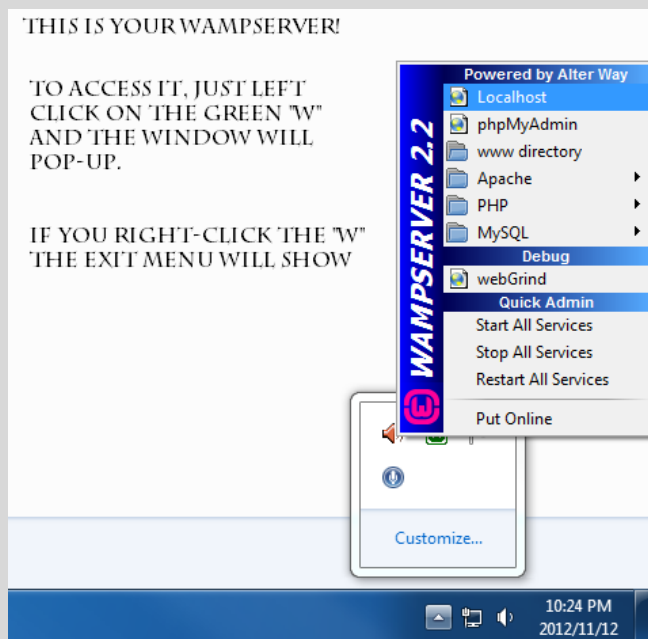 THIS IS YOUR WAMPSERVER!
TO ACCESS IT, JUST LEFT
CLICK ON THE GREEN "W"
AND THE WINDOW WILL
POP-UP.
IF YOU RIGHT-CLICK THE "W"
THE EXIT MENU WILL SHOW
WAMPSERVER 2.2
Powered by Alter Way
Localhost
phpMyAdmin
www directory
Apache
PHP
MySQL
Debug
webGrind
Quick Admin
Start All Services
Stop All Services
Restart All Services
Put Online
Customize...
10:24 PM
2012/11/12